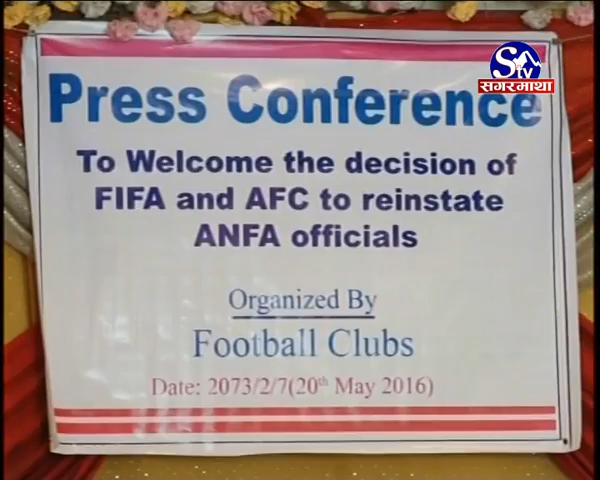 STV
सगरमाथा
Press Conference
To Welcome the decision of
FIFA and AFC to reinstate
ANFA officials
Organized By
Football Clubs
Date: 2073/2/7(20th May 2016)